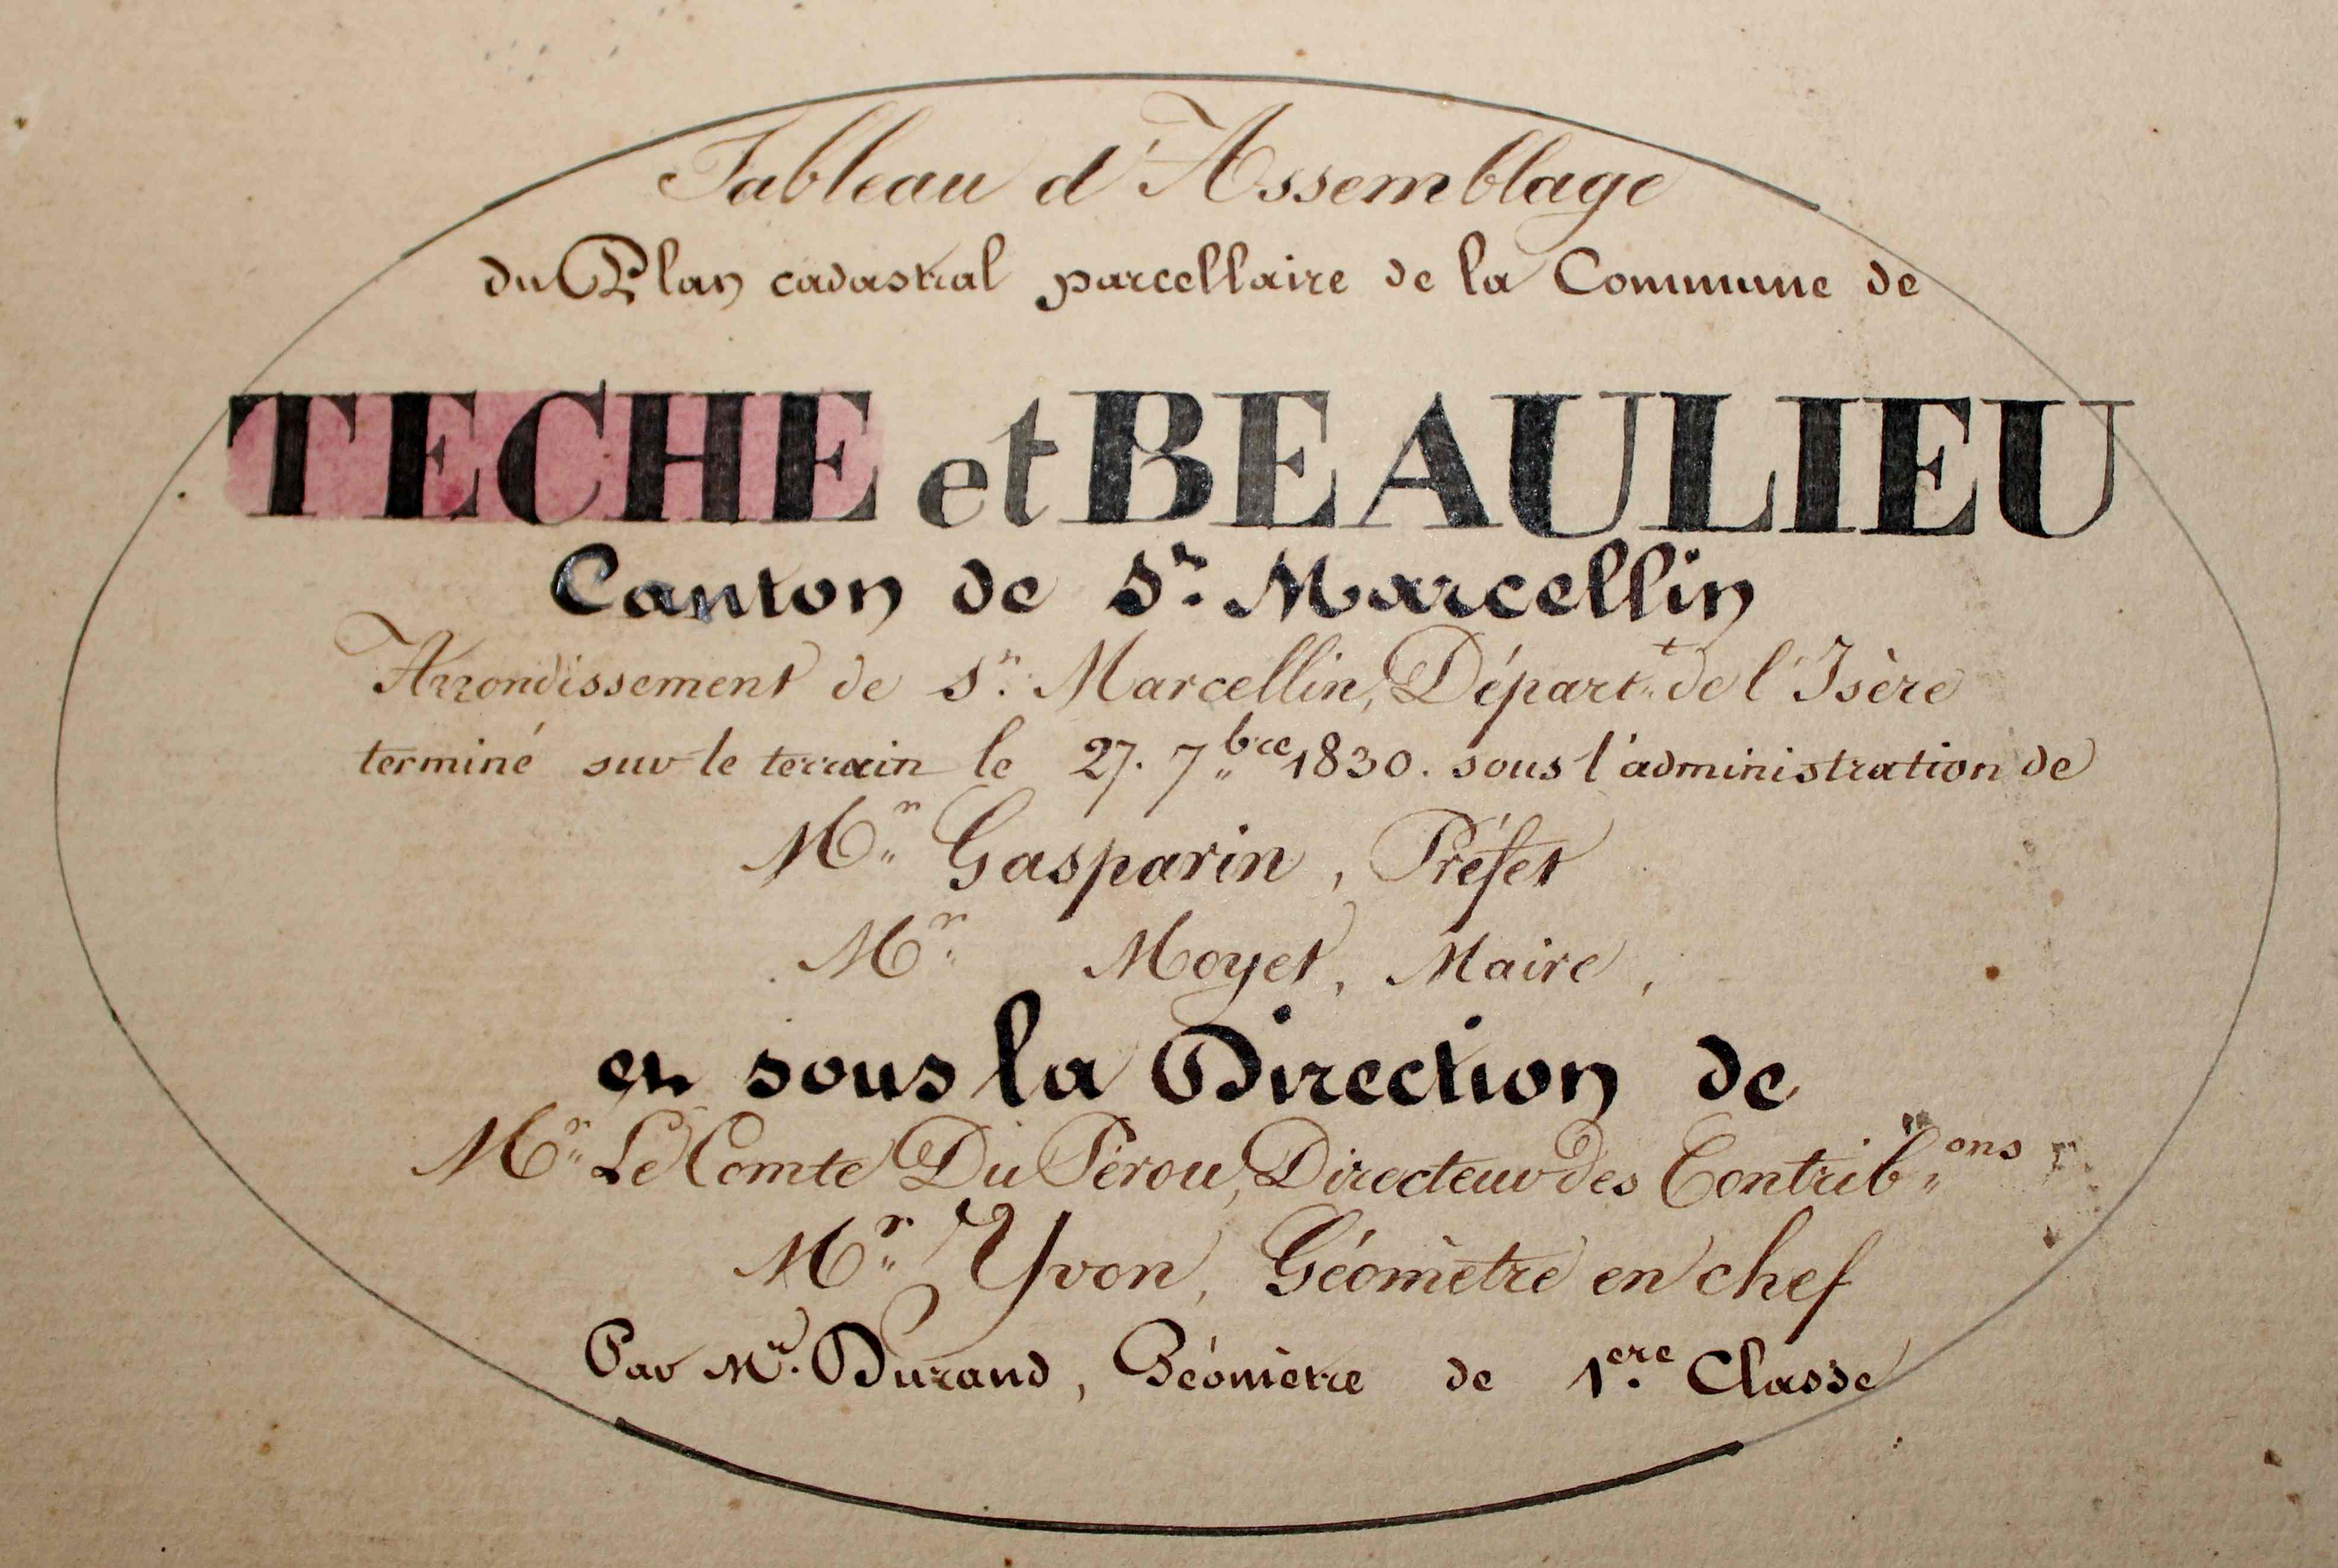 Tableau d'Assemblage
du Plan cadastral parcellaire de la Commune de
TECHE et BEAULIEU
Canton de St. Marcellin
Arrondissement de St. Marcellin, Départt. de l'Isère
terminé sur le terrain le 27. 7bre 1830. sous l'administration de
Mr. Gasparin, Préfet
Mr. Moyet, Maire,
et sous la Direction de
Mr. Le Comte Du Pérou, Directeur des Contribons
Mr. Yvon, Géomètre en chef
Par Mr. Durand, Géomètre de 1ere Classe